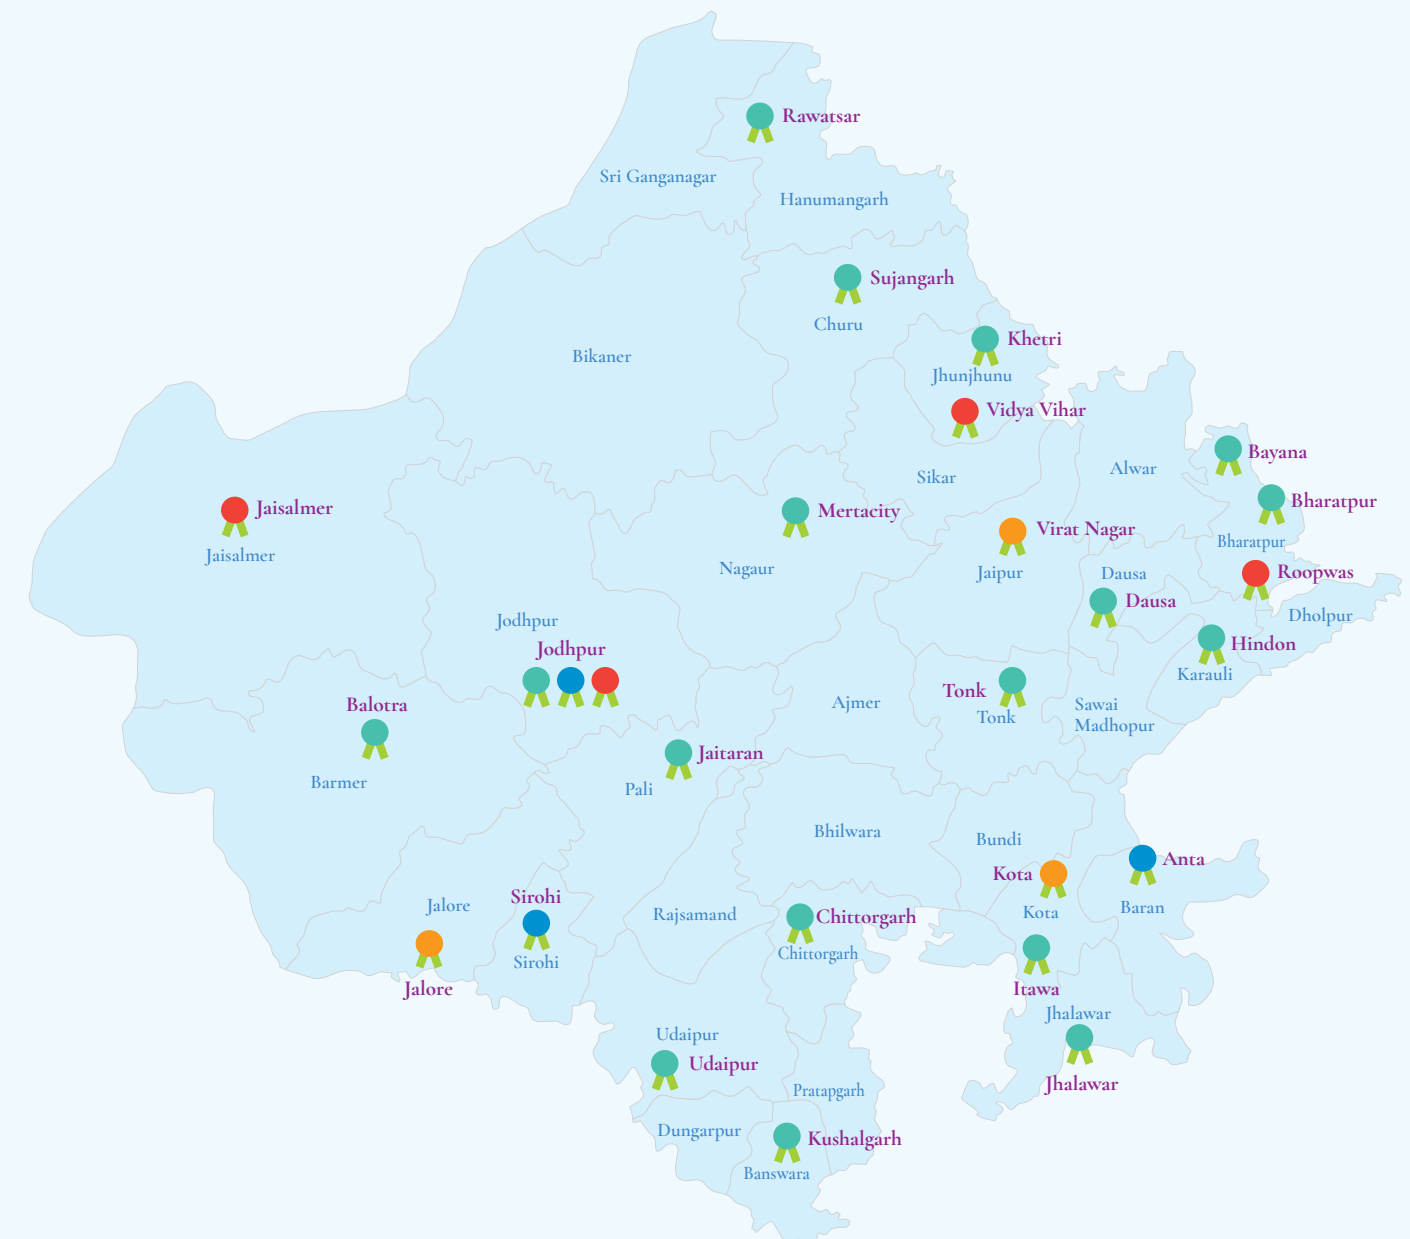 Rawatsar
Sri Ganganagar
Hanumangarh
Sujangarh
Churu
Khetri
Bikaner
Jhunjhunu
Vidya Vihar
Bayana
Alwar
Sikar
Bharatpur
Jaisalmer
Mertacity
Virat Nagar
Bharatpur
Jaisalmer
Nagaur
Jaipur
Dausa
Roopwas
Dausa
Dholpur
Jodhpur
Hindon
Jodhpur
Karauli
Tonk
Balotra
Ajmer
Sawai
Madhopur
Tonk
Jaitaran
Barmer
Pali
Bhilwara
Bundi
Anta
Kota
Sirohi
Jalore
Baran
Rajsamand
Chittorgarh
Kota
Chittorgarh
Sirohi
Jalore
Itawa
Jhalawar
Udaipur
Udaipur
Jhalawar
Pratapgarh
Dungarpur
Kushalgarh
Banswara